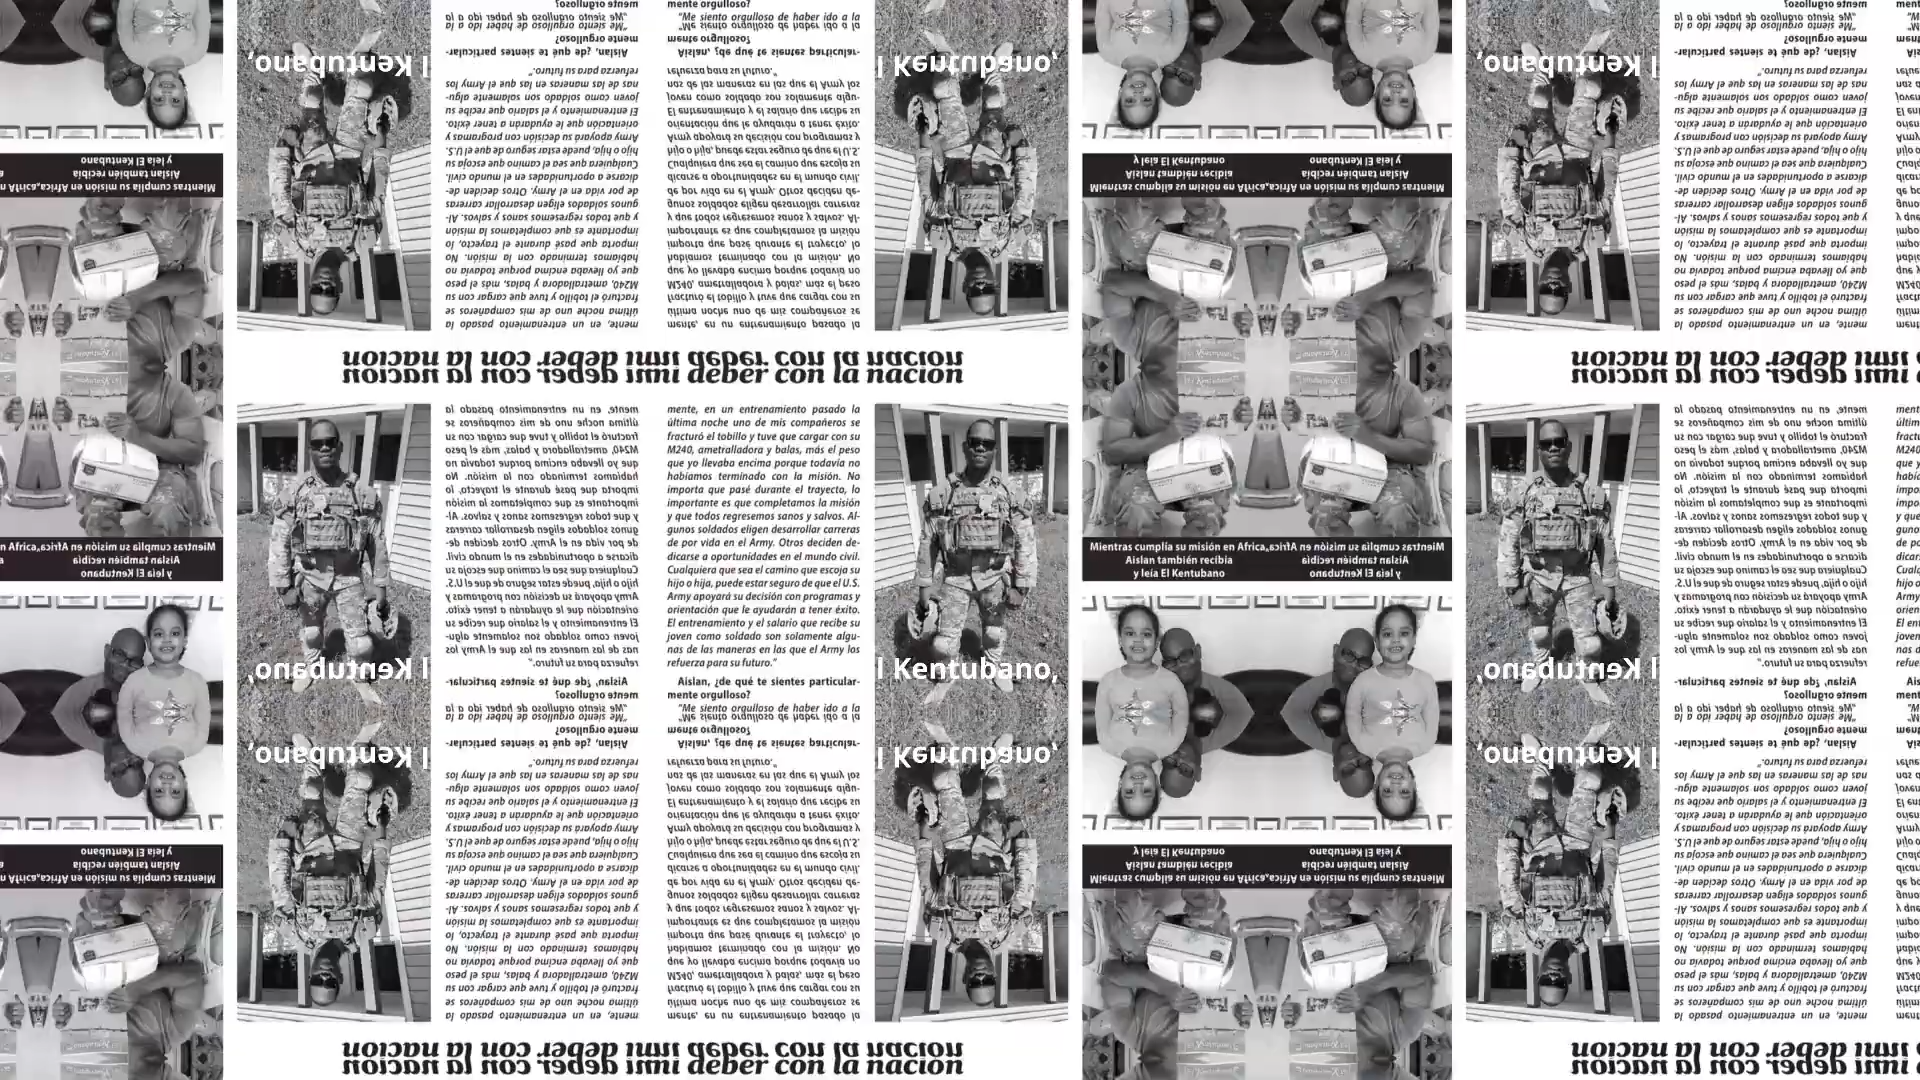 deber con la nación
mente, en un entrenamiento pasado la
última noche uno de mis compañeros se
fracturó el tobillo y tuve que cargar con su
M240, ametralladora y balas, más el peso
que yo llevaba encima porque todavía no
habíamos terminado con la misión. No
importa que pasé durante el trayecto, lo
importante es que completamos la misión
y que todos regresemos sanos y salvos. Al-
gunos soldados eligen desarrollar carreras
de por vida en el Army. Otros deciden de-
dicarse a oportunidades en el mundo civil.
Cualquiera que sea el camino que escoja su
hijo o hija, puede estar seguro de que el U.S.
Army apoyará su decisión con programas y
orientación que le ayudarán a tener éxito.
El entrenamiento y el salario que recibe su
joven como soldado son solamente algu-
nas de las maneras en las que el Army los
refuerza para su futuro."
Aislan, ¿de qué te sientes particular-
mente orgulloso?
"Me siento orgulloso de haber ido a la
l Kentubano,
Mientras cumplía su misión en Africa,
Aislan también recibía
y leía El Kentubano